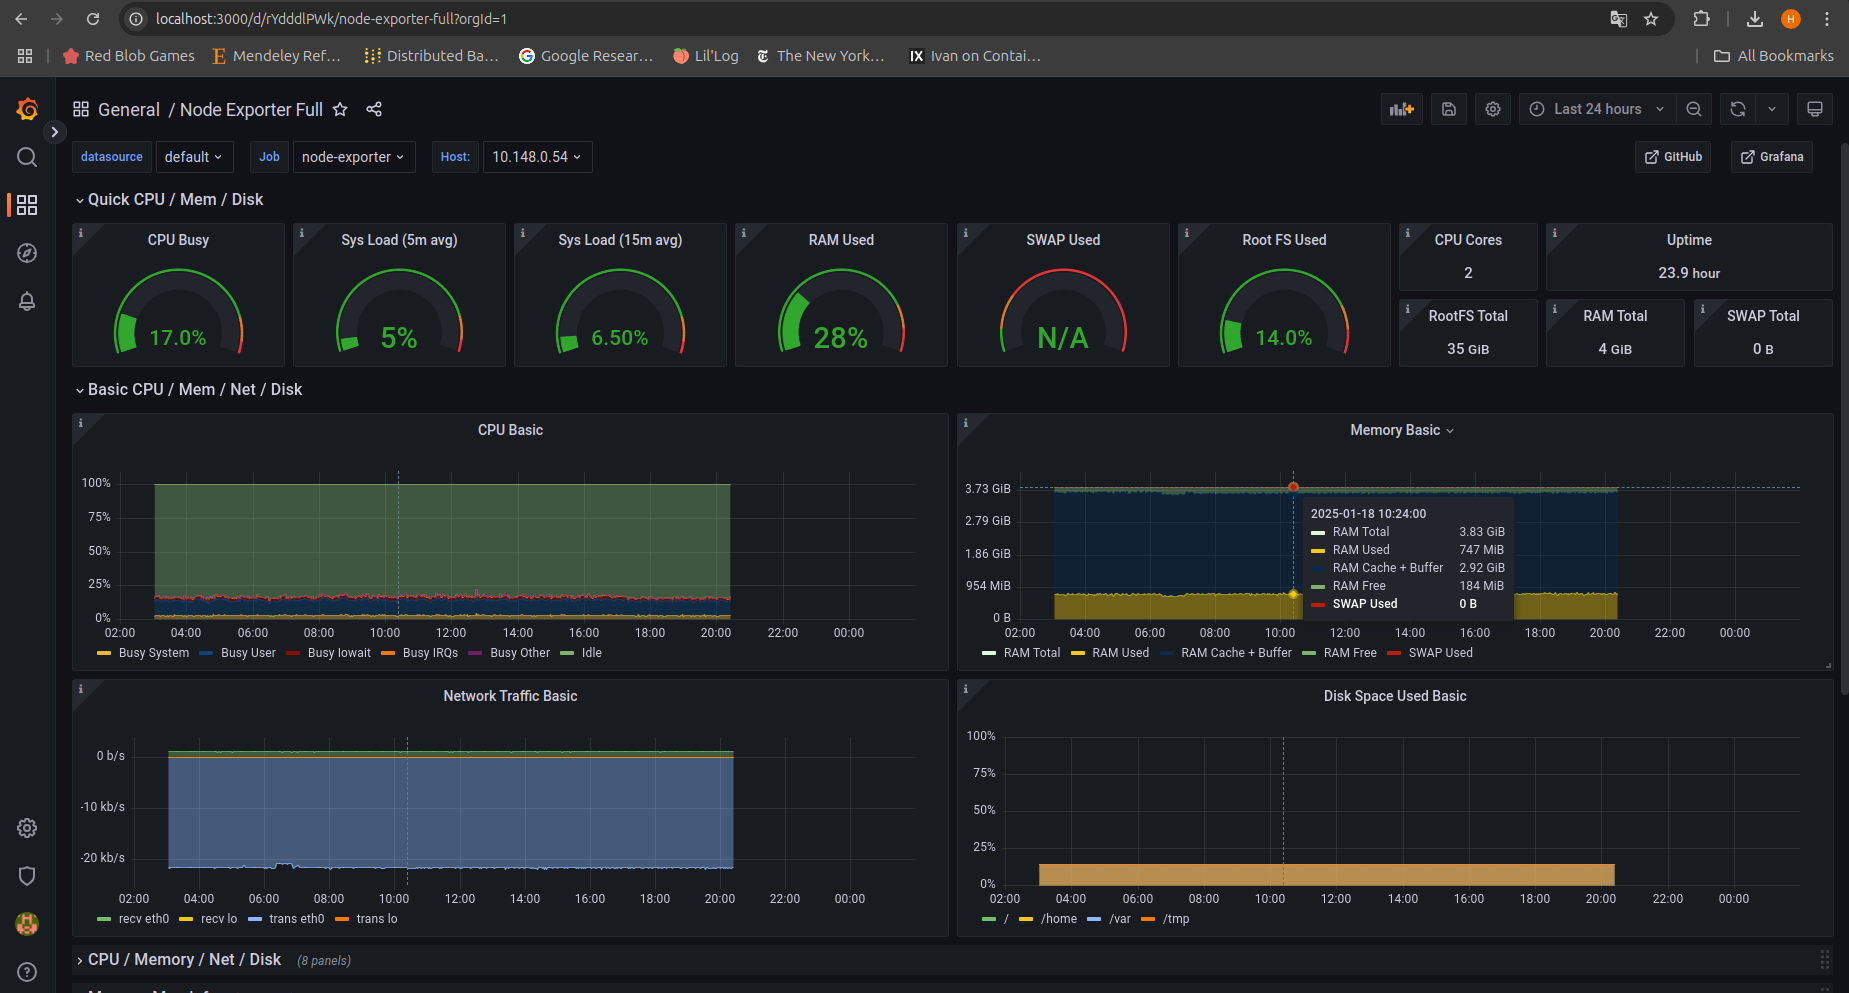 localhost:3000/d/rYdddlPWk/node-exporter-full?orgId=1
H
Red Blob Games
Mendeley Ref...
Distributed Ba...
Google Resear...
Lil'Log
The New York...
IX Ivan on Contai...
All Bookmarks
General / Node Exporter Full
Last 24 hours
datasource default
Job node-exporter
Host: 10.148.0.54
GitHub
Grafana
Quick CPU / Mem / Disk
CPU Busy
17.0%
Sys Load (5m avg)
5%
Sys Load (15m avg)
6.50%
RAM Used
28%
SWAP Used
N/A
Root FS Used
14.0%
CPU Cores
2
Uptime
23.9 hour
RootFS Total
35 GiB
RAM Total
4 GiB
SWAP Total
0 B
Basic CPU / Mem / Net / Disk
CPU Basic
100%
75%
50%
25%
0%
02:00 04:00 06:00 08:00 10:00 12:00 14:00 16:00 18:00 20:00 22:00 00:00
Busy System Busy User Busy Iowait Busy IRQs Busy Other Idle
Memory Basic
3.73 GiB
2.79 GiB
1.86 GiB
954 MiB
0 B
2025-01-18 10:24:00
RAM Total 3.83 GiB
RAM Used 747 MiB
RAM Cache + Buffer 2.92 GiB
RAM Free 184 MiB
SWAP Used 0 B
02:00 04:00 06:00 08:00 10:00 12:00 14:00 16:00 18:00 20:00 22:00 00:00
RAM Total RAM Used RAM Cache + Buffer RAM Free SWAP Used
Network Traffic Basic
0 b/s
-10 kb/s
-20 kb/s
02:00 04:00 06:00 08:00 10:00 12:00 14:00 16:00 18:00 20:00 22:00 00:00
recv eth0 recv lo trans eth0 trans lo
Disk Space Used Basic
100%
75%
50%
25%
0%
02:00 04:00 06:00 08:00 10:00 12:00 14:00 16:00 18:00 20:00 22:00 00:00
/ /home /var /tmp
CPU / Memory / Net / Disk (8 panels)